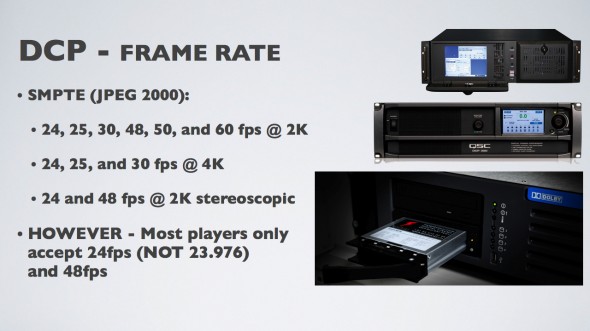 DCP - FRAME RATE
• SMPTE (JPEG 2000):
• 24, 25, 30, 48, 50, and 60 fps @ 2K
• 24, 25, and 30 fps @ 4K
• 24 and 48 fps @ 2K stereoscopic
• HOWEVER - Most players only
accept 24fps (NOT 23.976)
and 48fps
QSC
0.0
DOLBY